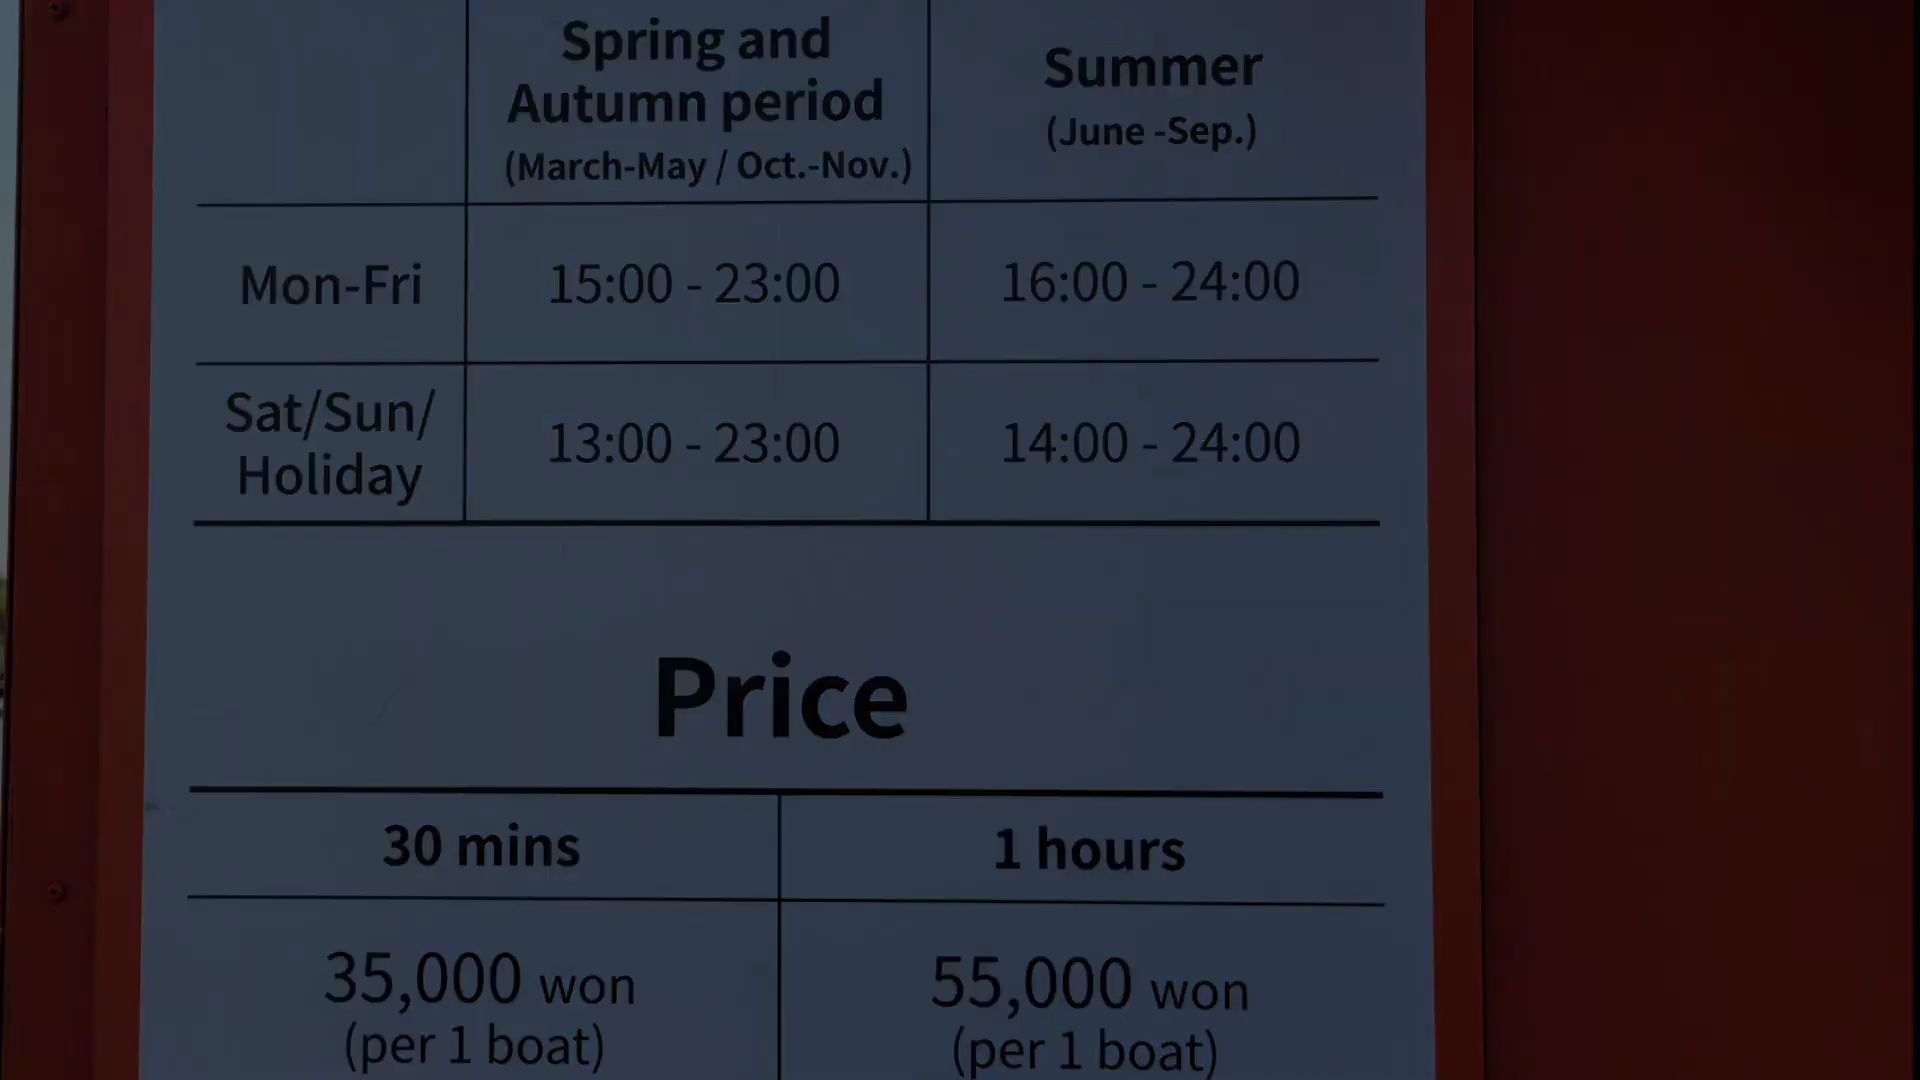 Spring and
Autumn period
(March-May / Oct.-Nov.)
Summer
(June -Sep.)
Mon-Fri
15:00 - 23:00
16:00 - 24:00
Sat/Sun/
Holiday
13:00 - 23:00
14:00 - 24:00
Price
30 mins
1 hours
35,000 won
(per 1 boat)
55,000 won
(per 1 boat)